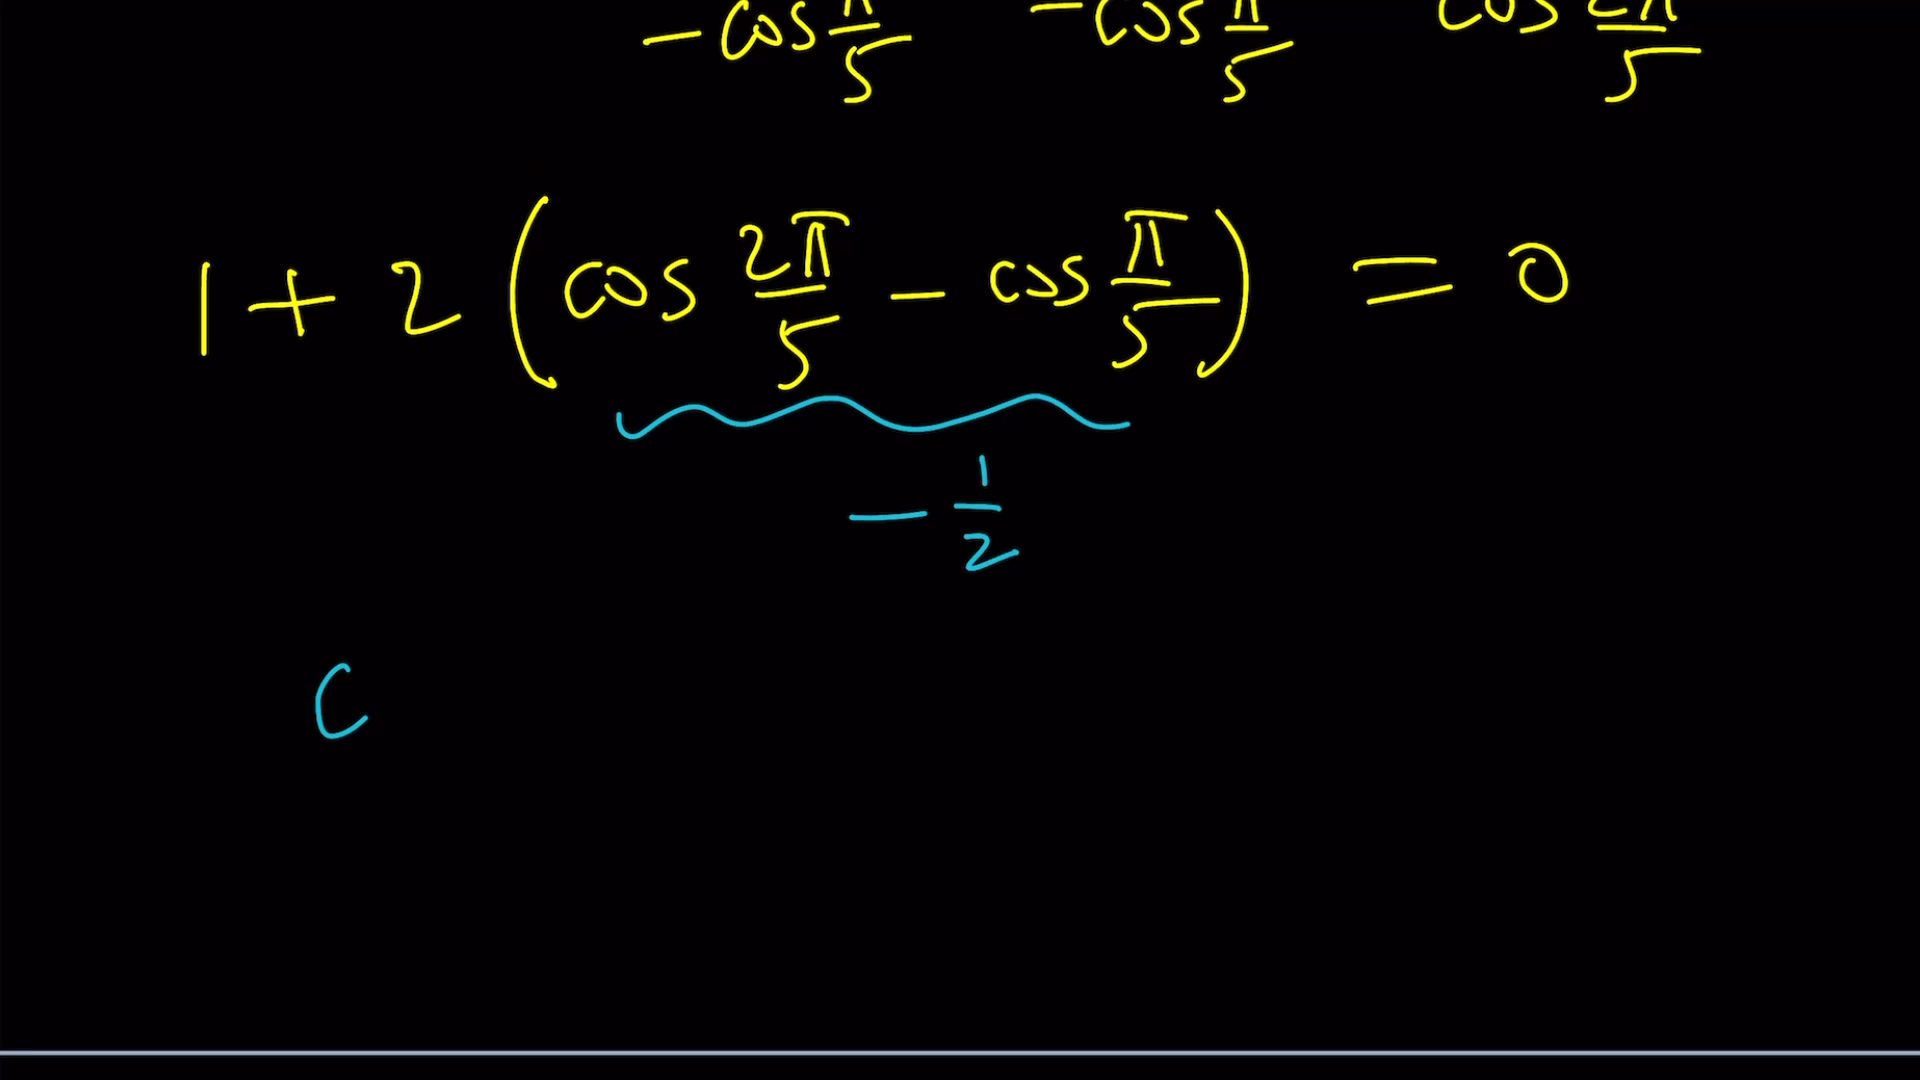 - cos π/5 - cos π/5 cos 2π/5
1 + 2 ( cos 2π/5 - cos π/5 ) = 0
- 1/2
C